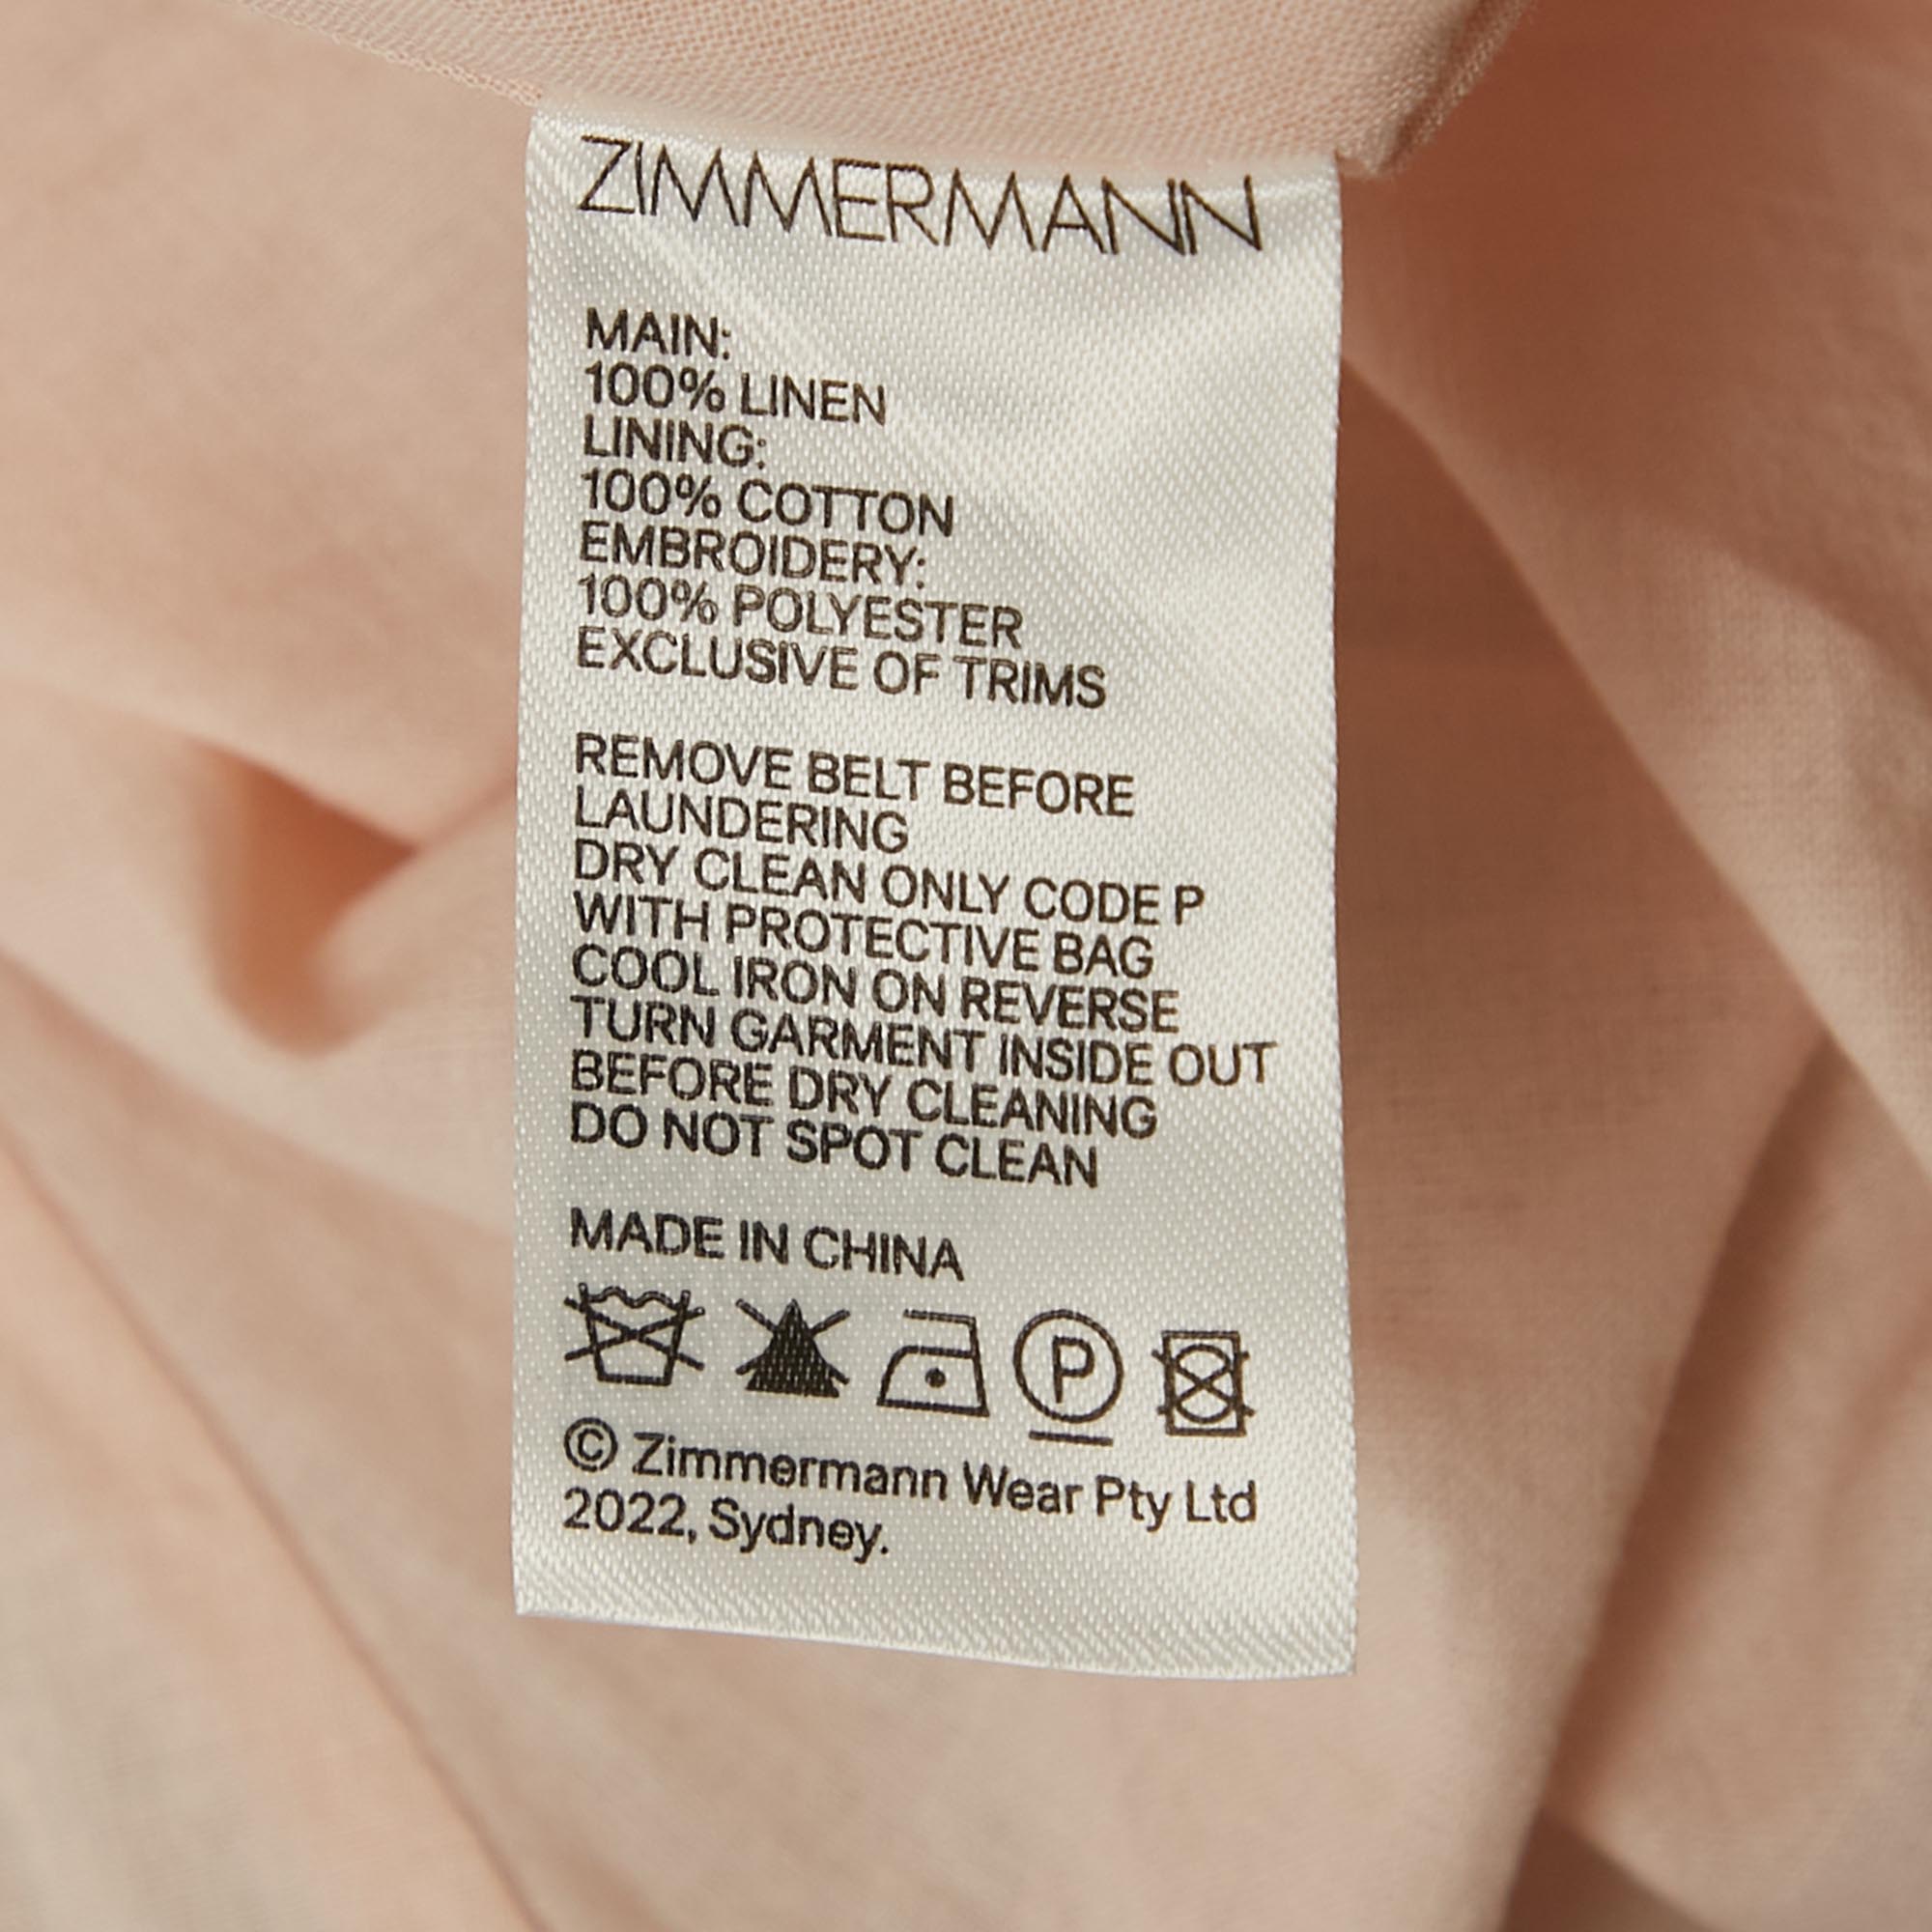 ZIMMERMANN
MAIN:
100% LINEN
LINING:
100% COTTON
EMBROIDERY:
100% POLYESTER
EXCLUSIVE OF TRIMS
REMOVE BELT BEFORE
LAUNDERING
DRY CLEAN ONLY CODE P
WITH PROTECTIVE BAG
COOL IRON ON REVERSE
TURN GARMENT INSIDE OUT
BEFORE DRY CLEANING
DO NOT SPOT CLEAN
MADE IN CHINA
P
© Zimmermann Wear Pty Ltd
2022, Sydney.